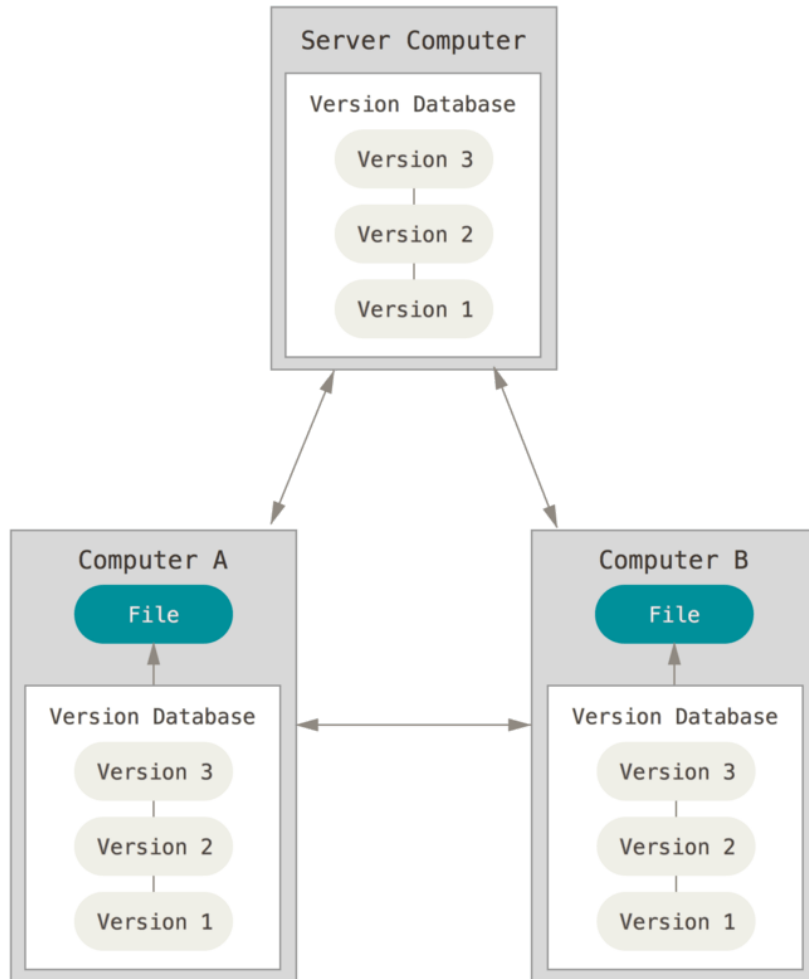 Server Computer
Version Database
Version 3
Version 2
Version 1
Computer A
File
Version Database
Version 3
Version 2
Version 1
Computer B
File
Version Database
Version 3
Version 2
Version 1